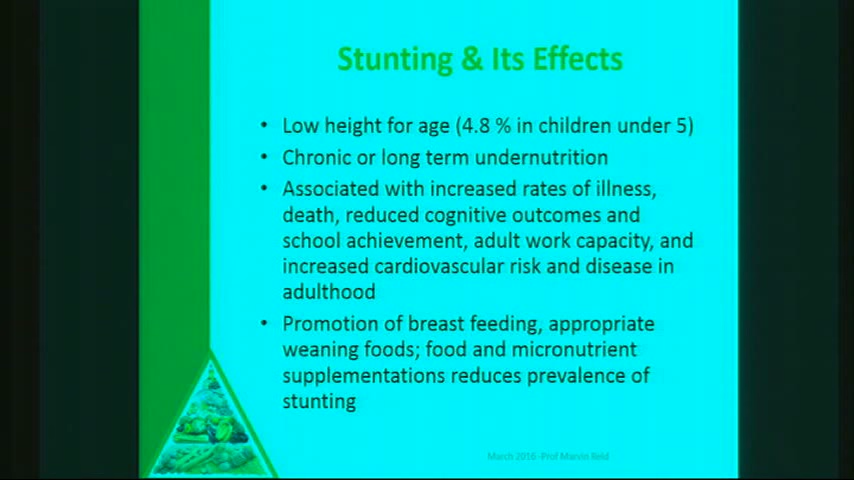 Stunting & Its Effects
• Low height for age (4.8 % in children under 5)
• Chronic or long term undernutrition
• Associated with increased rates of illness,
death, reduced cognitive outcomes and
school achievement, adult work capacity, and
increased cardiovascular risk and disease in
adulthood
• Promotion of breast feeding, appropriate
weaning foods; food and micronutrient
supplementations reduces prevalence of
stunting
March 2016 -Prof Marvin Reid